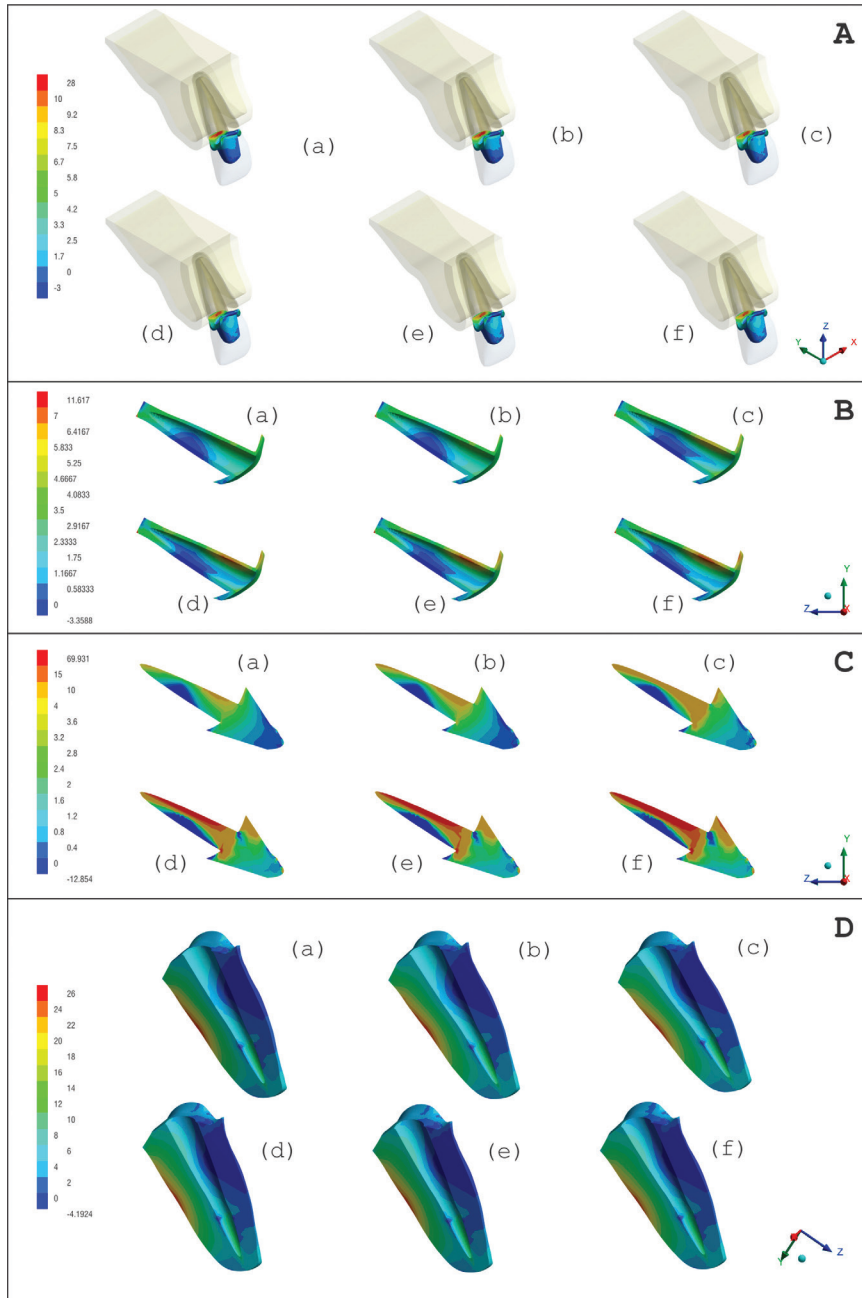 A
28
10
9.2
8.3
7.5
6.7
5.8
5
4.2
3.3
2.5
1.7
0
-3
(a)
(b)
(c)
(d)
(e)
(f)
Z
Y
X
B
11.617
7
6.4167
5.833
5.25
4.6667
4.0833
3.5
2.9167
2.3333
1.75
1.1667
0.58333
0
-3.3588
(a)
(b)
(c)
(d)
(e)
(f)
Y
Z
X
C
69.931
15
10
4
3.6
3.2
2.8
2.4
2
1.6
1.2
0.8
0.4
0
-12.854
(a)
(b)
(c)
(d)
(e)
(f)
Y
Z
X
D
26
24
22
20
18
16
14
12
10
8
6
4
2
0
-4.1924
(a)
(b)
(c)
(d)
(e)
(f)
Z
Y